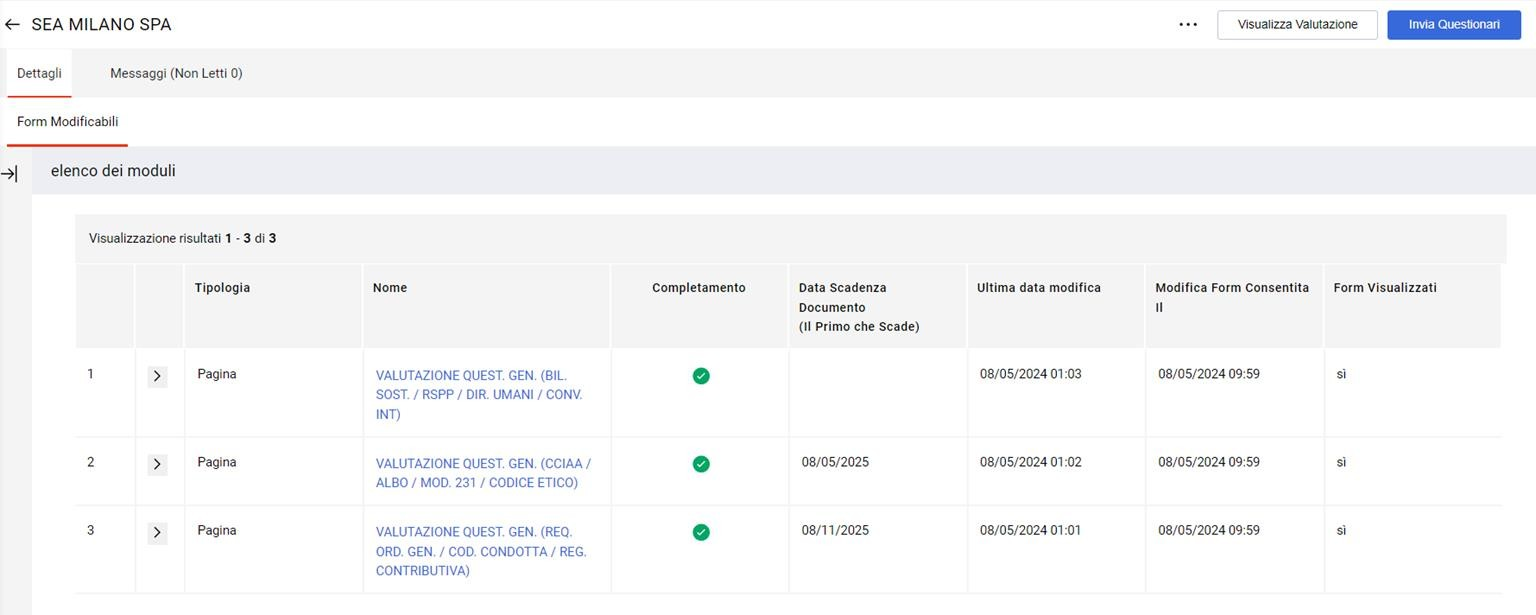 SEA MILANO SPA
Visualizza Valutazione
Invia Questionari
Dettagli
Messaggi (Non Letti 0)
Form Modificabili
elenco dei moduli
Visualizzazione risultati 1 - 3 di 3
Tipologia
Nome
Completamento
Data Scadenza
Documento
(Il Primo che Scade)
Ultima data modifica
Modifica Form Consentita
Il
Form Visualizzati
1
Pagina
VALUTAZIONE QUEST. GEN. (BIL.
SOST. / RSPP / DIR. UMANI / CONV.
INT)
08/05/2024 01:03
08/05/2024 09:59
sì
2
Pagina
VALUTAZIONE QUEST. GEN. (CCIAA /
ALBO / MOD. 231 / CODICE ETICO)
08/05/2025
08/05/2024 01:02
08/05/2024 09:59
sì
3
Pagina
VALUTAZIONE QUEST. GEN. (REQ.
ORD. GEN. / COD. CONDOTTA / REG.
CONTRIBUTIVA)
08/11/2025
08/05/2024 01:01
08/05/2024 09:59
sì